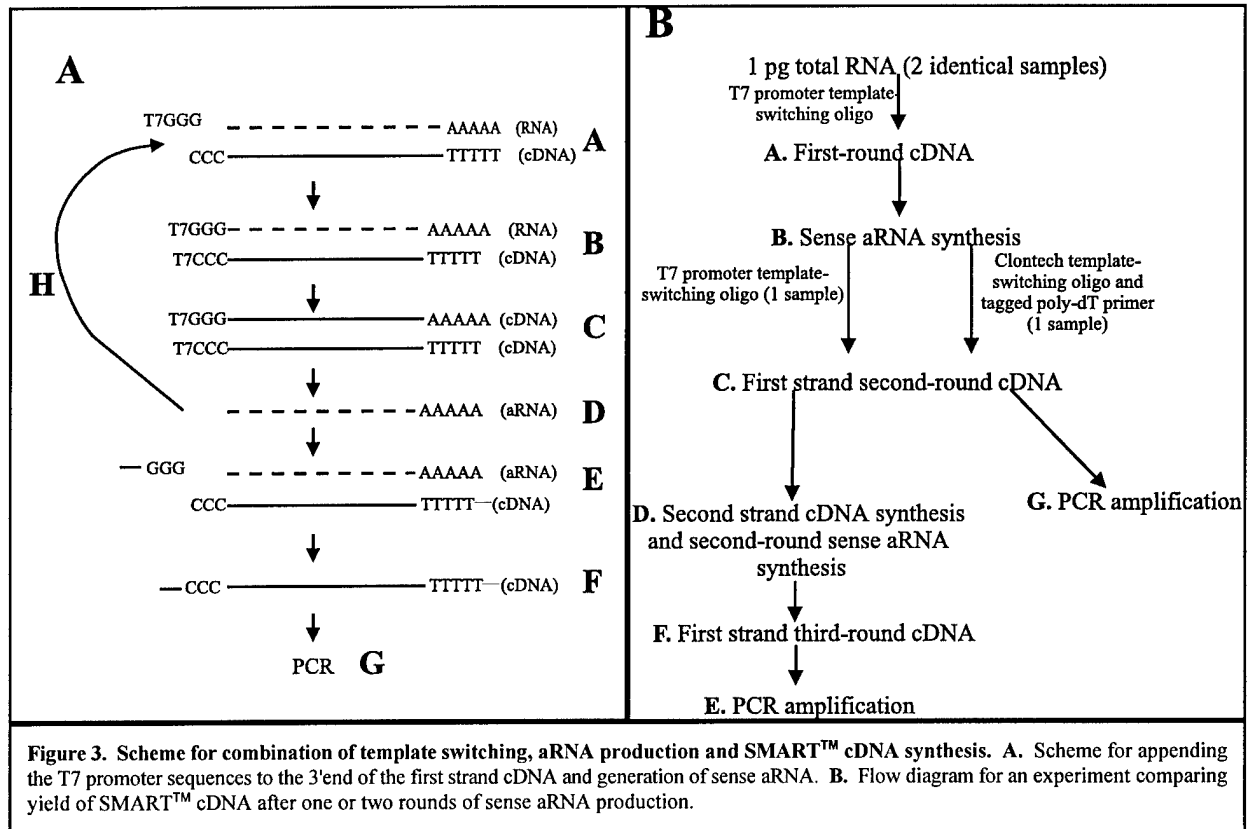 A
T7GGG
AAAAA (RNA)
CCC TTTTT (cDNA)
A
T7GGG AAAAA (RNA)
T7CCC TTTTT (cDNA)
B
H
T7GGG AAAAA (cDNA)
T7CCC TTTTT (cDNA)
C
AAAAA (aRNA)
D
GGG
AAAAA (aRNA)
CCC TTTTT (cDNA)
E
CCC TTTTT (cDNA)
F
PCR G
B
1 pg total RNA (2 identical samples)
T7 promoter template-
switching oligo
A. First-round cDNA
B. Sense aRNA synthesis
T7 promoter template-
switching oligo (1 sample)
Clontech template-
switching oligo and
tagged poly-dT primer
(1 sample)
C. First strand second-round cDNA
D. Second strand cDNA synthesis
and second-round sense aRNA
synthesis
G. PCR amplification
F. First strand third-round cDNA
E. PCR amplification
Figure 3. Scheme for combination of template switching, aRNA production and SMART™ cDNA synthesis. A. Scheme for appending
the T7 promoter sequences to the 3'end of the first strand cDNA and generation of sense aRNA. B. Flow diagram for an experiment comparing
yield of SMART™ cDNA after one or two rounds of sense aRNA production.